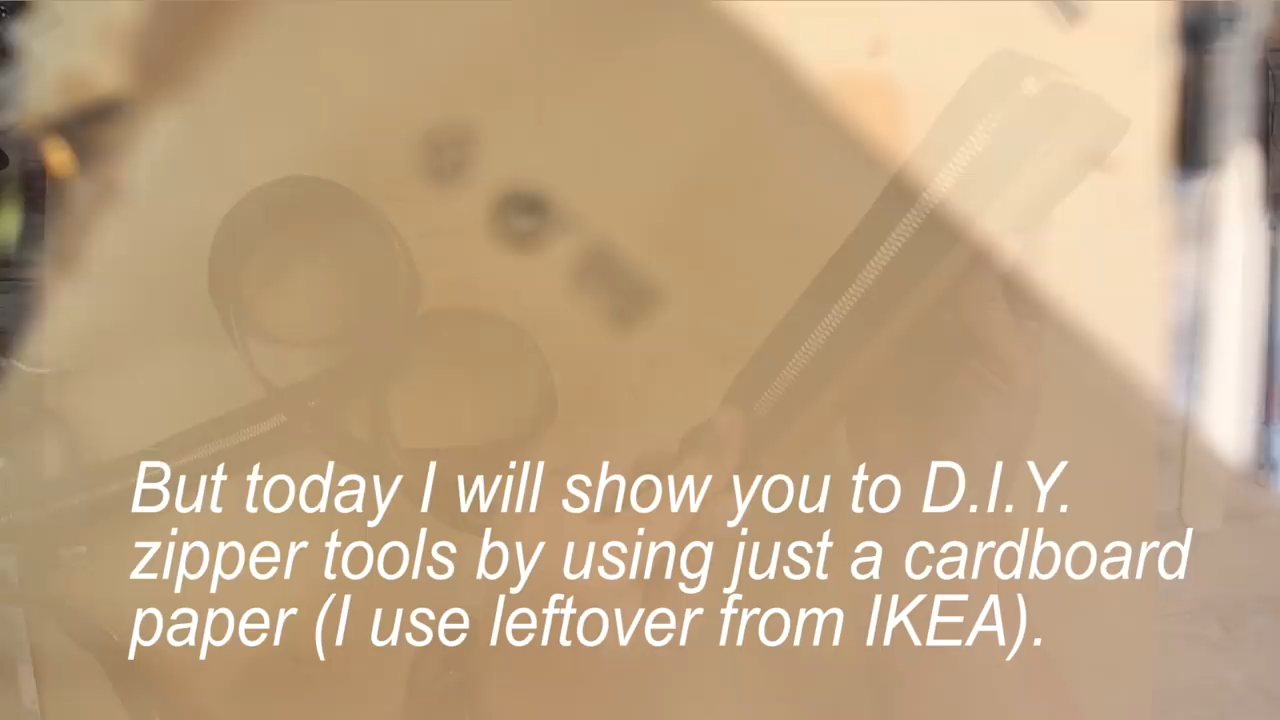 But today I will show you to D.I.Y.
zipper tools by using just a cardboard
paper (I use leftover from IKEA).